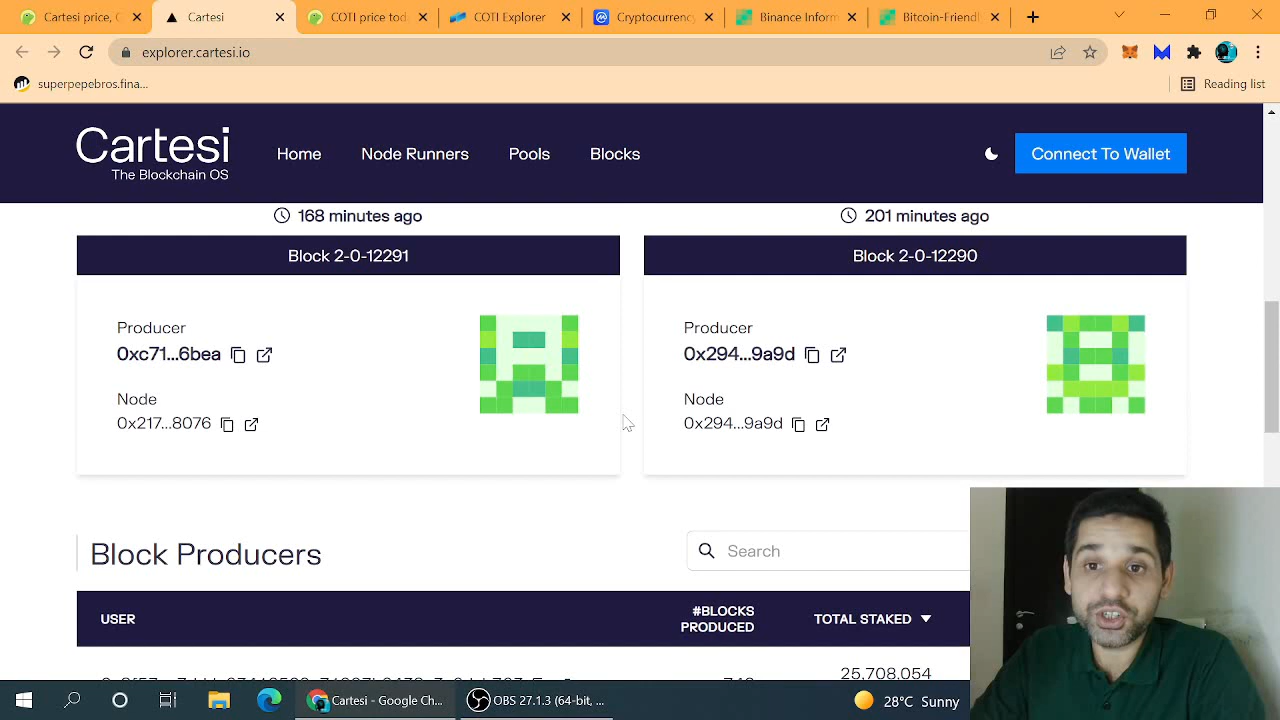 Cartesi price, C
Cartesi
COTI price tod
COTI Explorer
Cryptocurrency
Binance Inform
Bitcoin-Friendl
explorer.cartesi.io
superpepebros.fina...
Reading list
Cartesi
The Blockchain OS
Home
Node Runners
Pools
Blocks
Connect To Wallet
168 minutes ago
201 minutes ago
Block 2-0-12291
Block 2-0-12290
Producer
0xc71...6bea
Node
0x217...8076
Producer
0x294...9a9d
Node
0x294...9a9d
Block Producers
Search
USER
#BLOCKS
PRODUCED
TOTAL STAKED
25,708,054
Cartesi - Google Ch...
OBS 27.1.3 (64-bit, ...
28°C Sunny